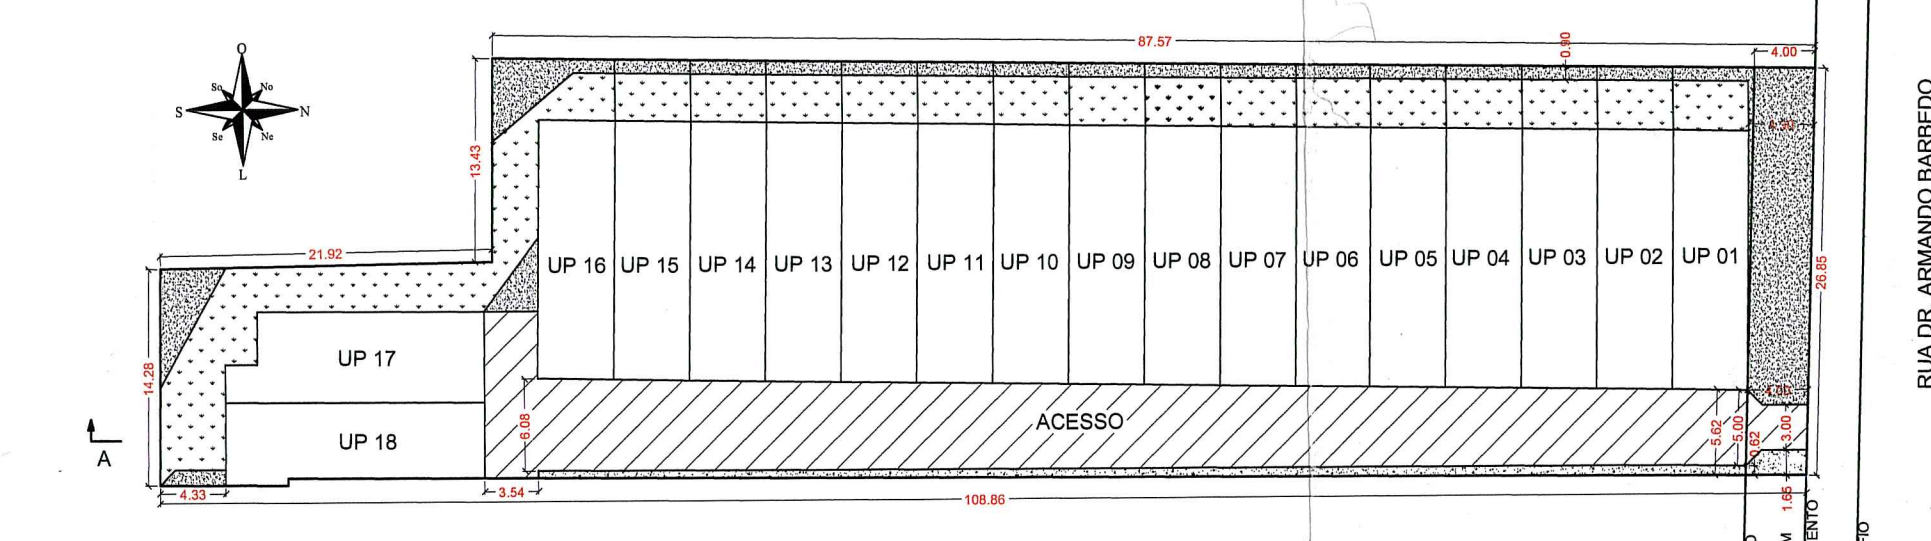 87.57
0.90
4.00
O
So
No
S
N
Se
Ne
L
13.43
21.92
UP 16
UP 15
UP 14
UP 13
UP 12
UP 11
UP 10
UP 09
UP 08
UP 07
UP 06
UP 05
UP 04
UP 03
UP 02
UP 01
26.85
RUA DR. ARMANDO BARBEDO
14.28
UP 17
UP 18
6.08
ACESSO
5.62
5.00
0.62
3.00
A
4.33
3.54
108.86
1.65